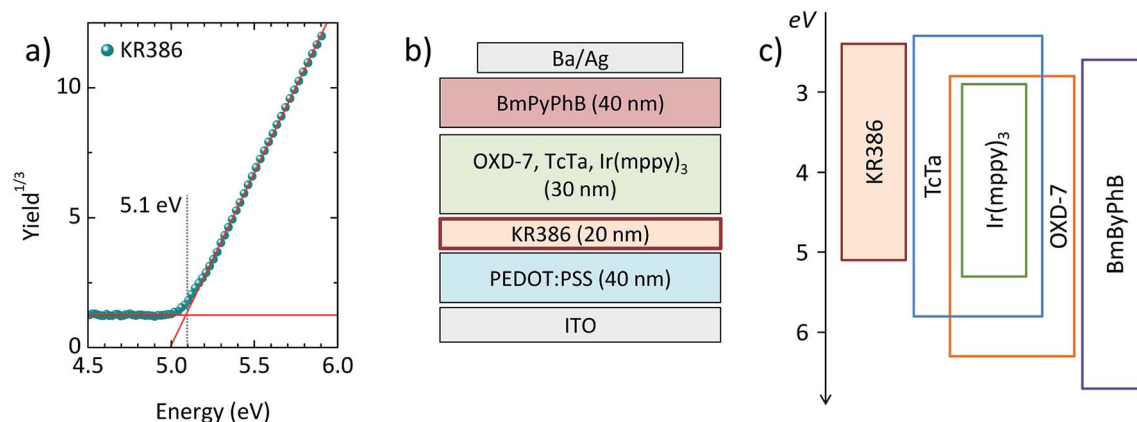 a)
KR386
10
5
0
5.1 eV
Yield1/3
4.5
5.0
5.5
6.0
Energy (eV)
b)
Ba/Ag
BmPyPhB (40 nm)
OXD-7, TcTa, Ir(mppy)3
(30 nm)
KR386 (20 nm)
PEDOT:PSS (40 nm)
ITO
c)
eV
3
4
5
6
KR386
TcTa
Ir(mppy)3
OXD-7
BmByPhB